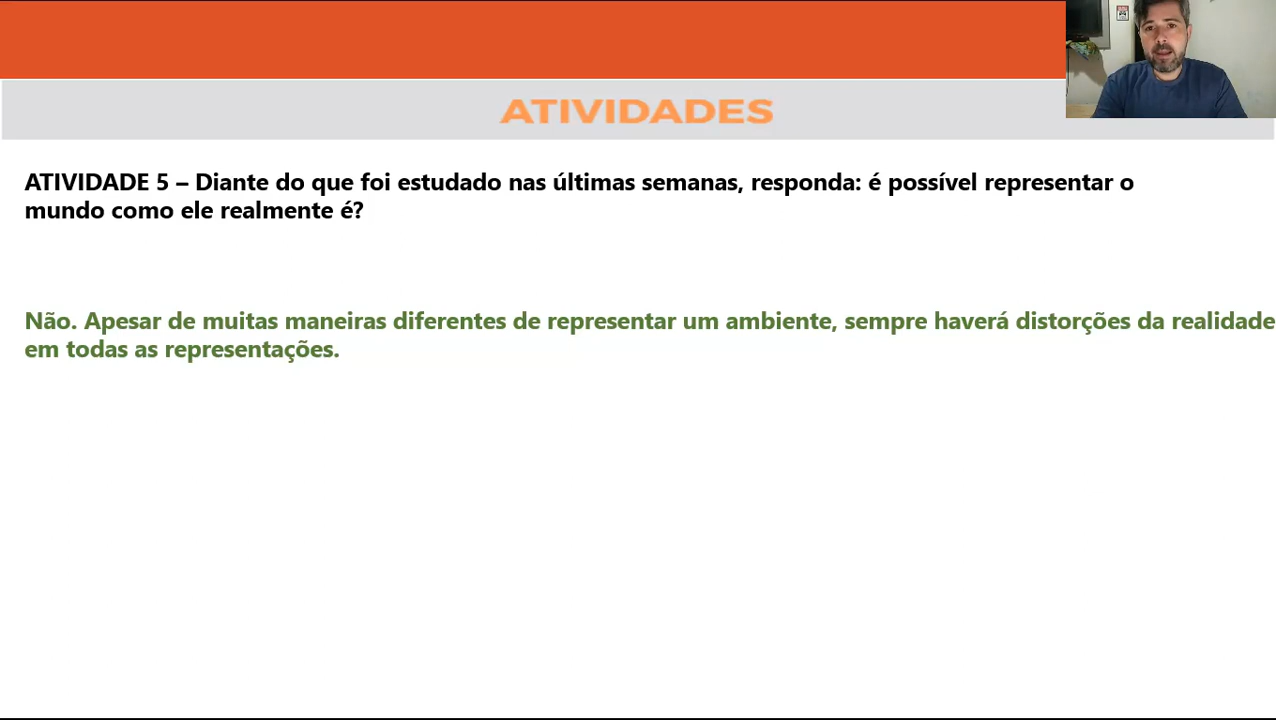 ATIVIDADES
ATIVIDADE 5 – Diante do que foi estudado nas últimas semanas, responda: é possível representar o
mundo como ele realmente é?
Não. Apesar de muitas maneiras diferentes de representar um ambiente, sempre haverá distorções da realidade
em todas as representações.